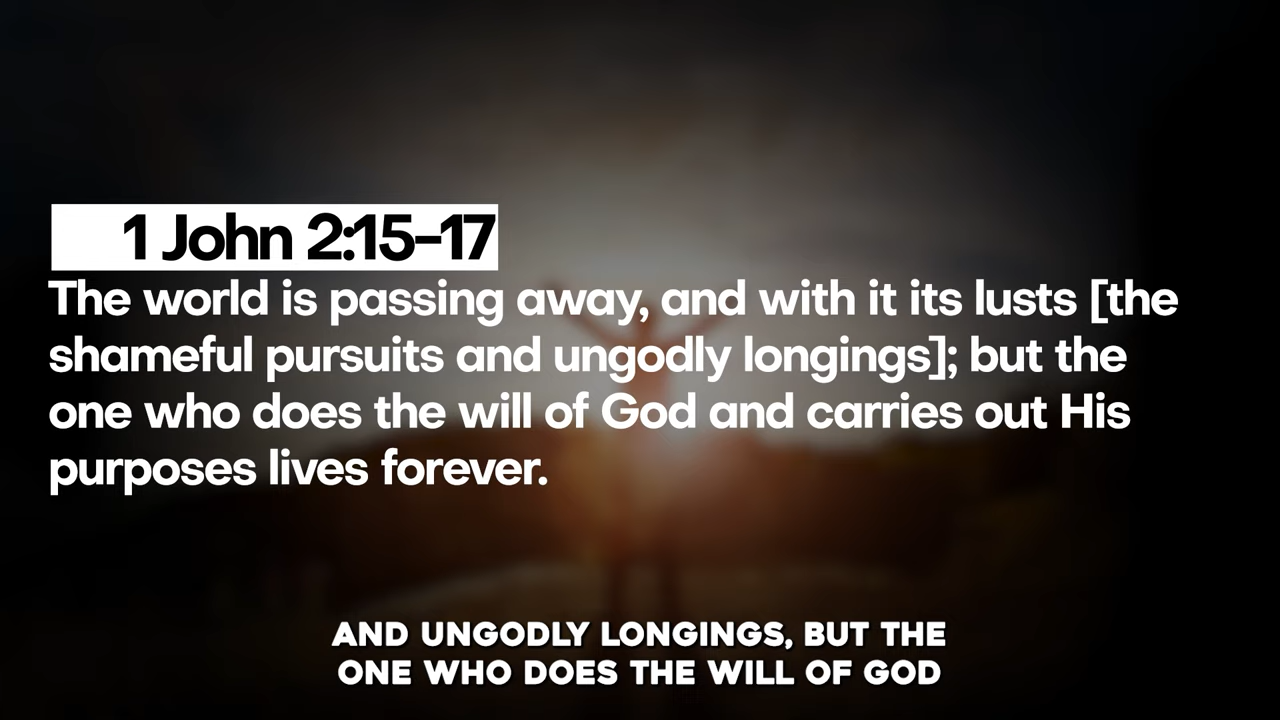 1 John 2:15–17
The world is passing away, and with it its lusts [the
shameful pursuits and ungodly longings]; but the
one who does the will of God and carries out His
purposes lives forever.
AND UNGODLY LONGINGS, BUT THE
ONE WHO DOES THE WILL OF GOD